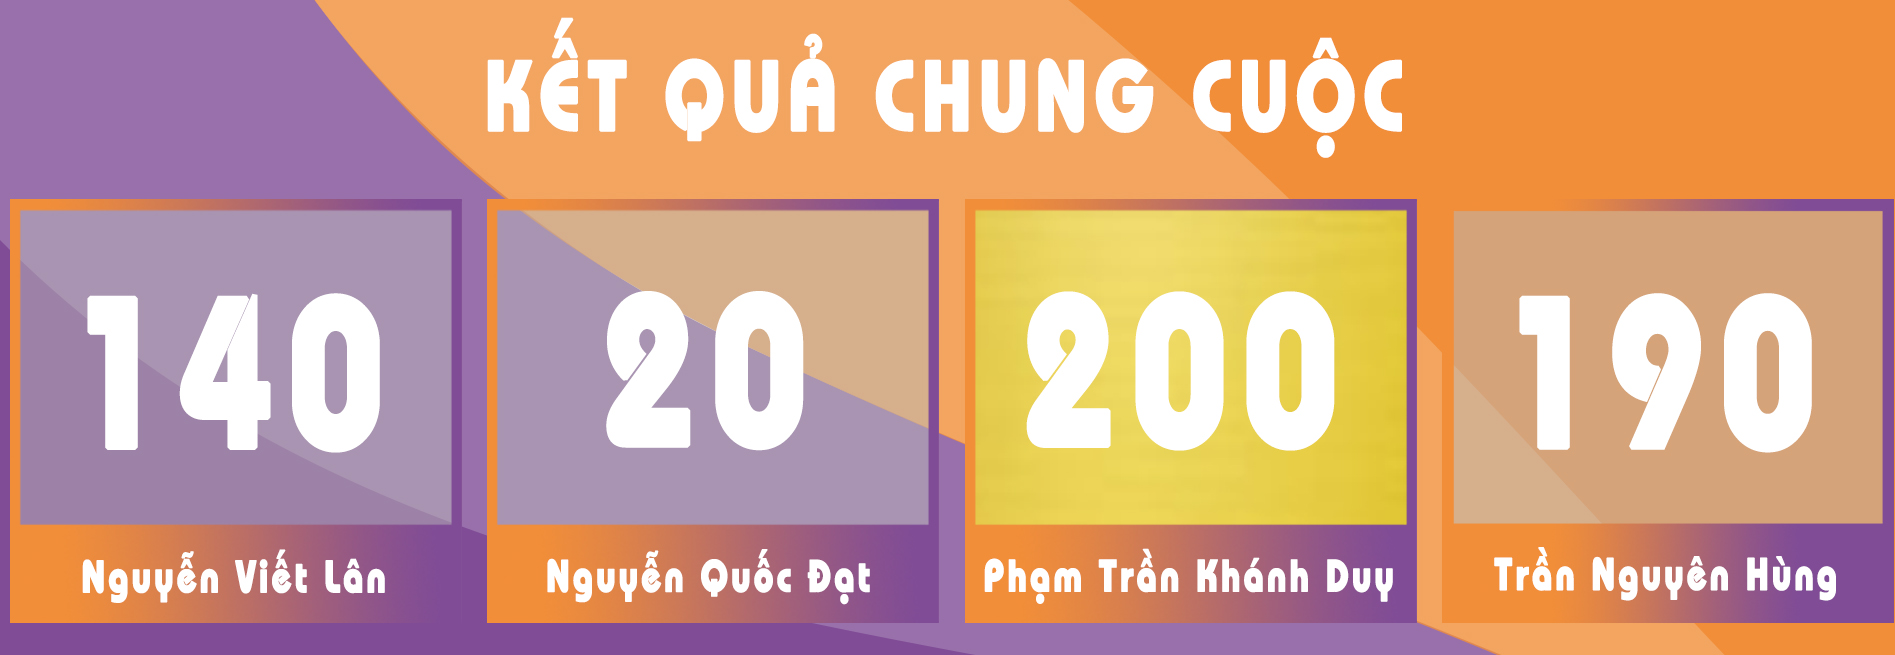 KẾT QUẢ CHUNG CUỘC
140
20
200
190
Nguyễn Viết Lân
Nguyễn Quốc Đạt
Phạm Trần Khánh Duy
Trần Nguyên Hùng